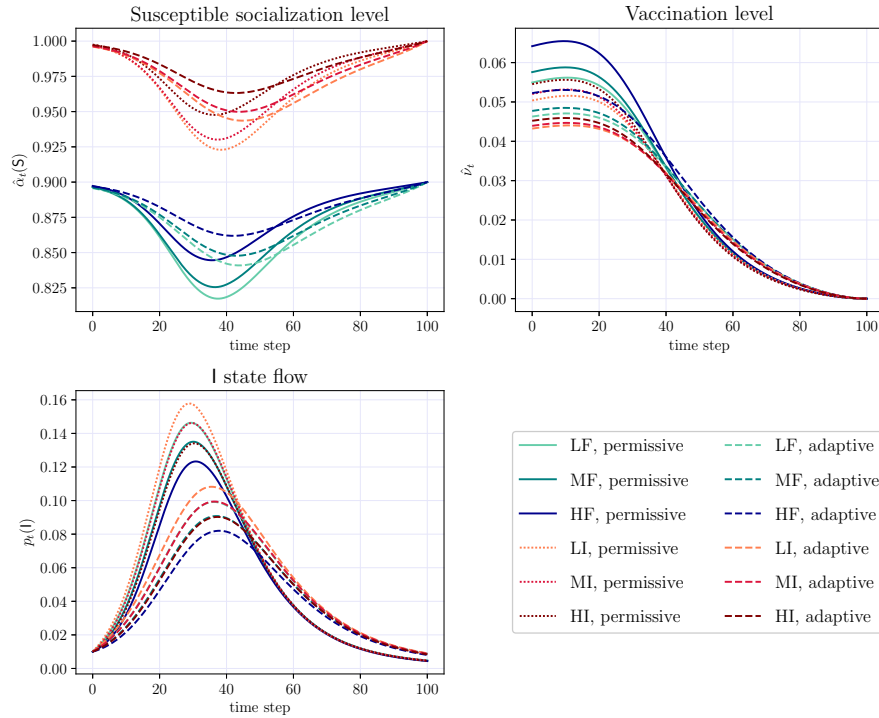 Susceptible socialization level
1.000
0.975
0.950
0.925
0.900
0.875
0.850
0.825
α̂ₜ(S)
0 20 40 60 80 100
time step
Vaccination level
0.06
0.05
0.04
0.03
0.02
0.01
0.00
ν̂ₜ
0 20 40 60 80 100
time step
I state flow
0.16
0.14
0.12
0.10
0.08
0.06
0.04
0.02
0.00
pₜ(I)
0 20 40 60 80 100
time step
LF, permissive
MF, permissive
HF, permissive
LI, permissive
MI, permissive
HI, permissive
LF, adaptive
MF, adaptive
HF, adaptive
LI, adaptive
MI, adaptive
HI, adaptive